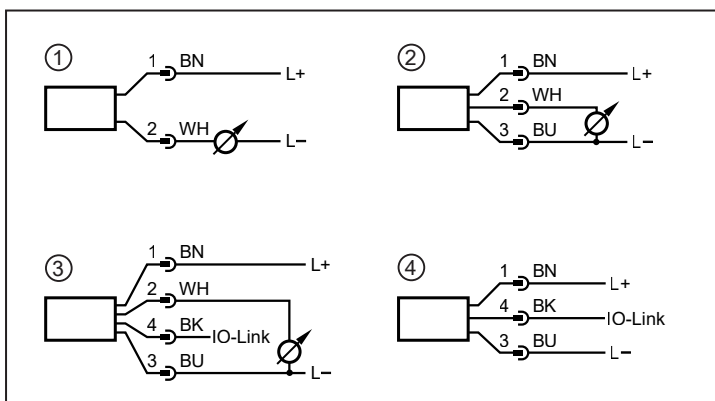 ①
1 BN L+
2 WH L−
②
1 BN L+
2 WH
3 BU L−
③
1 BN L+
2 WH
4 BK IO-Link
3 BU L−
④
1 BN L+
4 BK IO-Link
3 BU L−